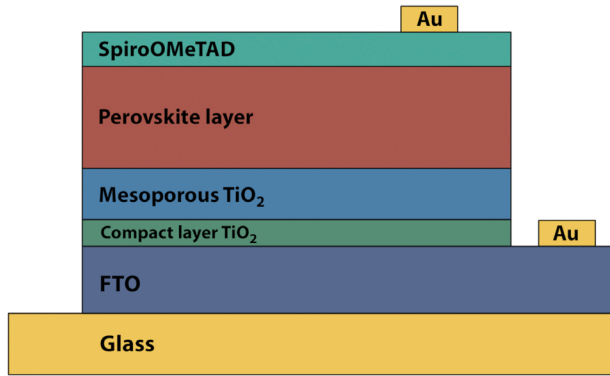 Au
SpiroOMeTAD
Perovskite layer
Mesoporous TiO₂
Compact layer TiO₂
Au
FTO
Glass